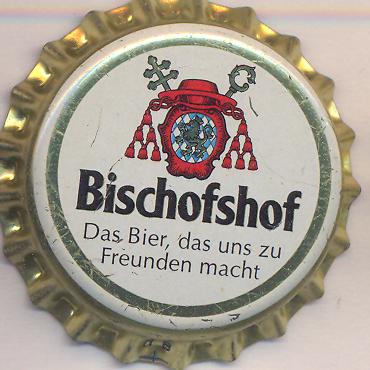 Bischofshof
Das Bier, das uns zu
Freunden macht